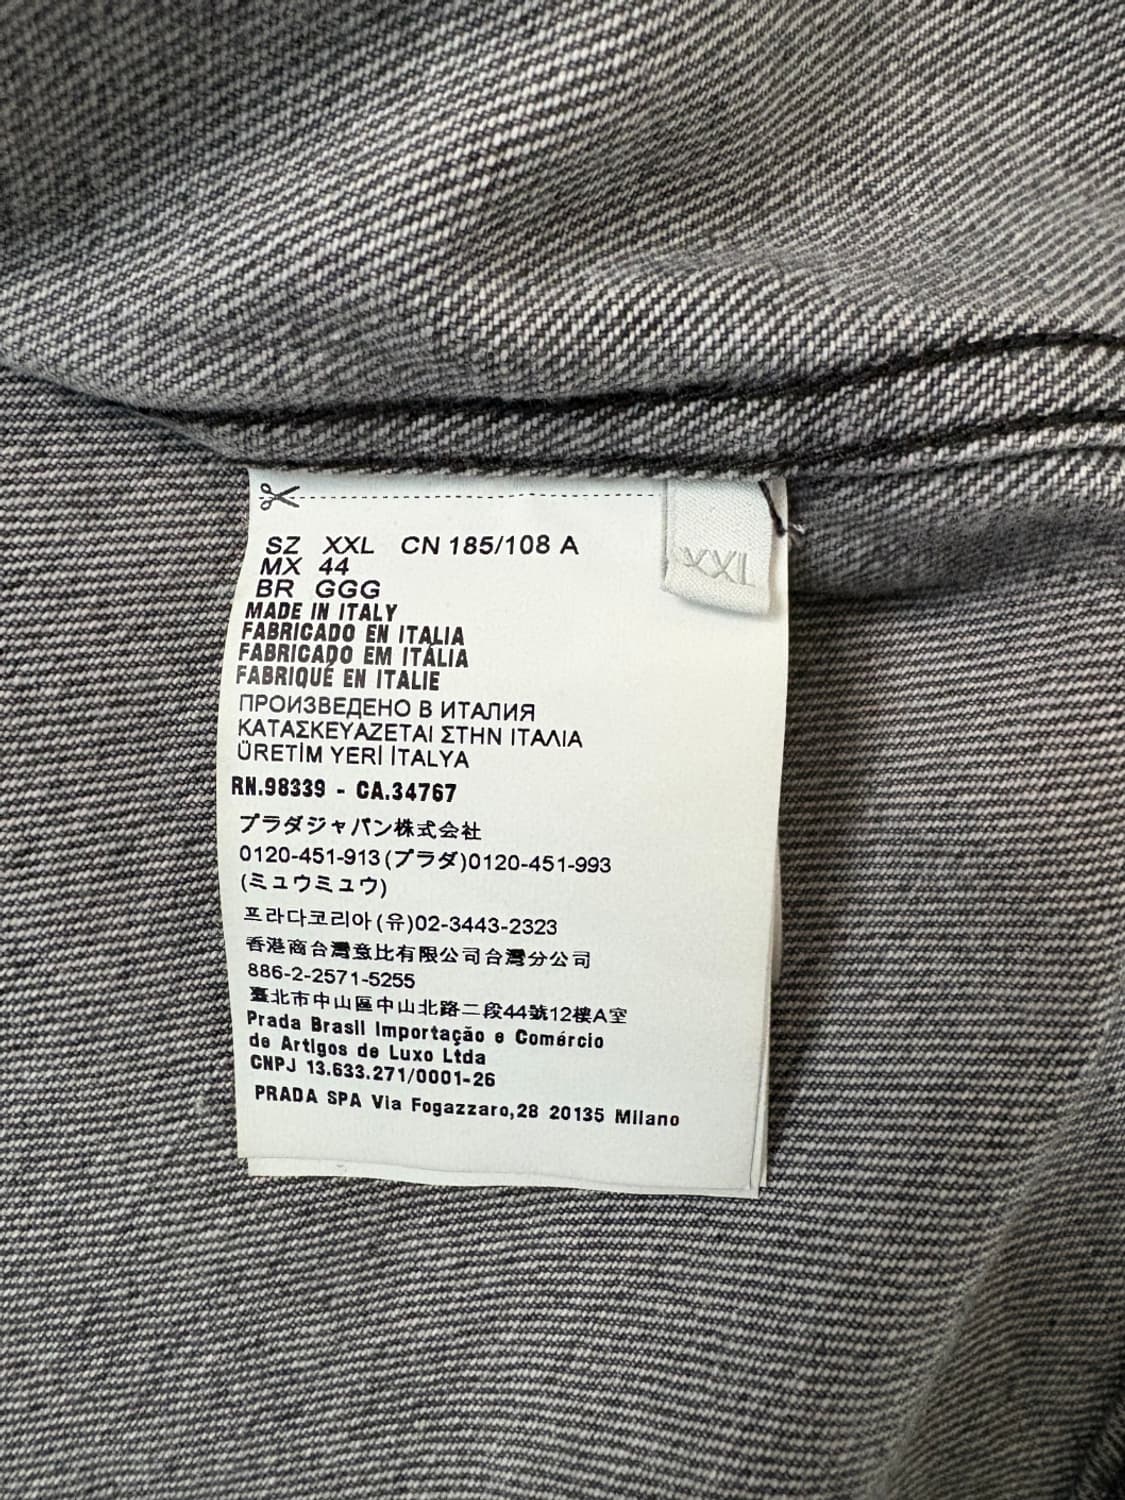 SZ XXL CN 185/108 A
XXL
MX 44
BR GGG
MADE IN ITALY
FABRICADO EN ITALIA
FABRICADO EM ITÁLIA
FABRIQUÉ EN ITALIE
ПРОИЗВЕДЕНО В ИТАЛИЯ
ΚΑΤΑΣΚΕΥΑΖΕΤΑΙ ΣΤΗΝ ΙΤΑΛΙΑ
ÜRETİM YERİ İTALYA
RN.98339 - CA.34767
プラダジャパン株式会社
0120-451-913(プラダ)0120-451-993
(ミュウミュウ)
프라다코리아(유)02-3443-2323
香港商台灣意比有限公司台灣分公司
886-2-2571-5255
臺北市中山區中山北路二段44號12樓A室
Prada Brasil Importação e Comércio
de Artigos de Luxo Ltda
CNPJ 13.633.271/0001-26
PRADA SPA Via Fogazzaro,28 20135 Milano